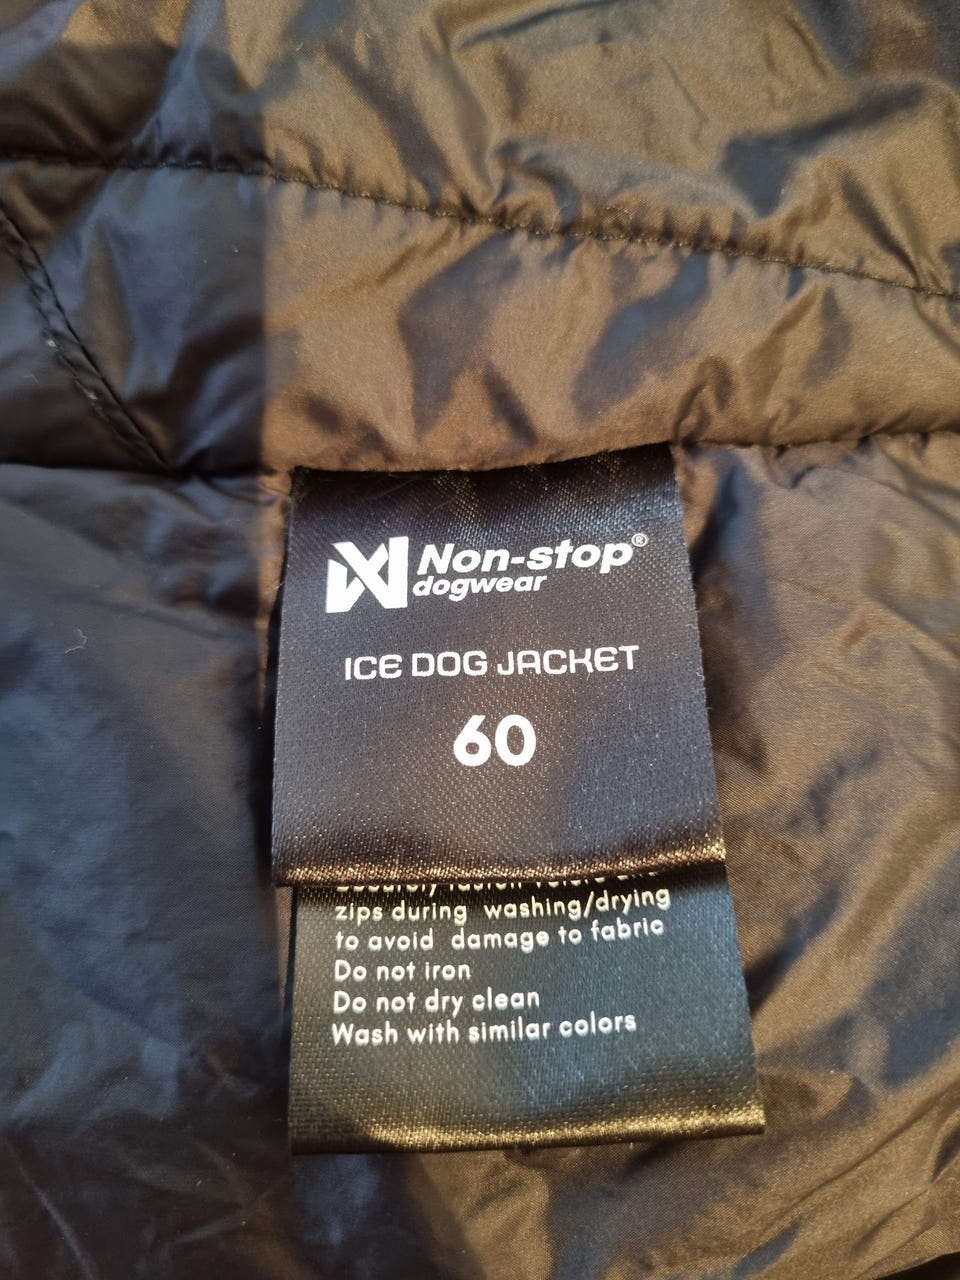 Non-stop®
dogwear
ICE DOG JACKET
60
zips during washing/drying
to avoid damage to fabric
Do not iron
Do not dry clean
Wash with similar colors